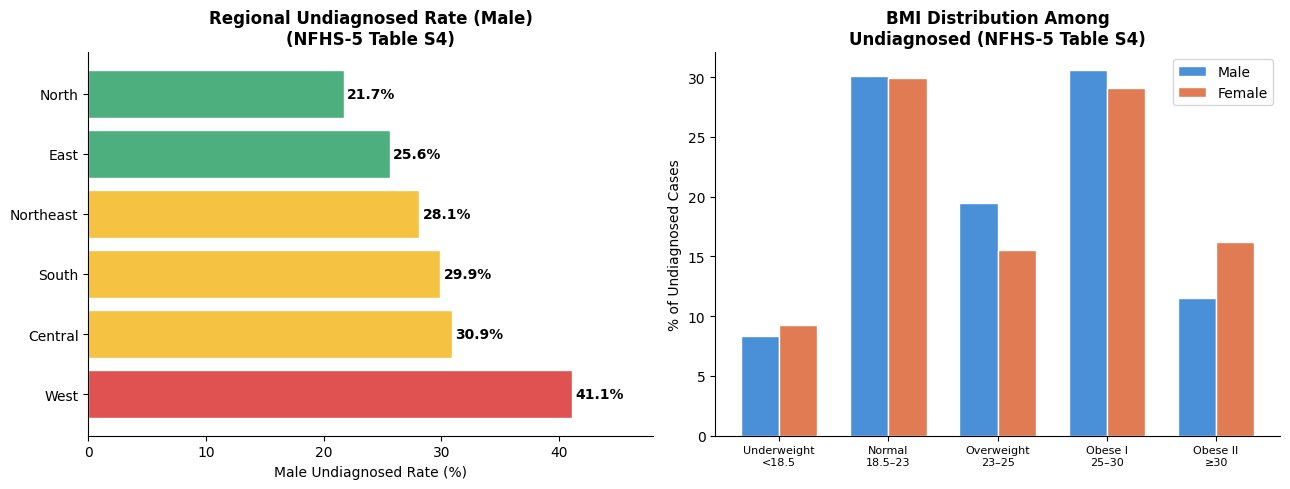 Regional Undiagnosed Rate (Male)
(NFHS-5 Table S4)
North
21.7%
East
25.6%
Northeast
28.1%
South
29.9%
Central
30.9%
West
41.1%
0 10 20 30 40
Male Undiagnosed Rate (%)
BMI Distribution Among
Undiagnosed (NFHS-5 Table S4)
Male
Female
% of Undiagnosed Cases
30
25
20
15
10
5
0
Underweight
<18.5
Normal
18.5–23
Overweight
23–25
Obese I
25–30
Obese II
≥30